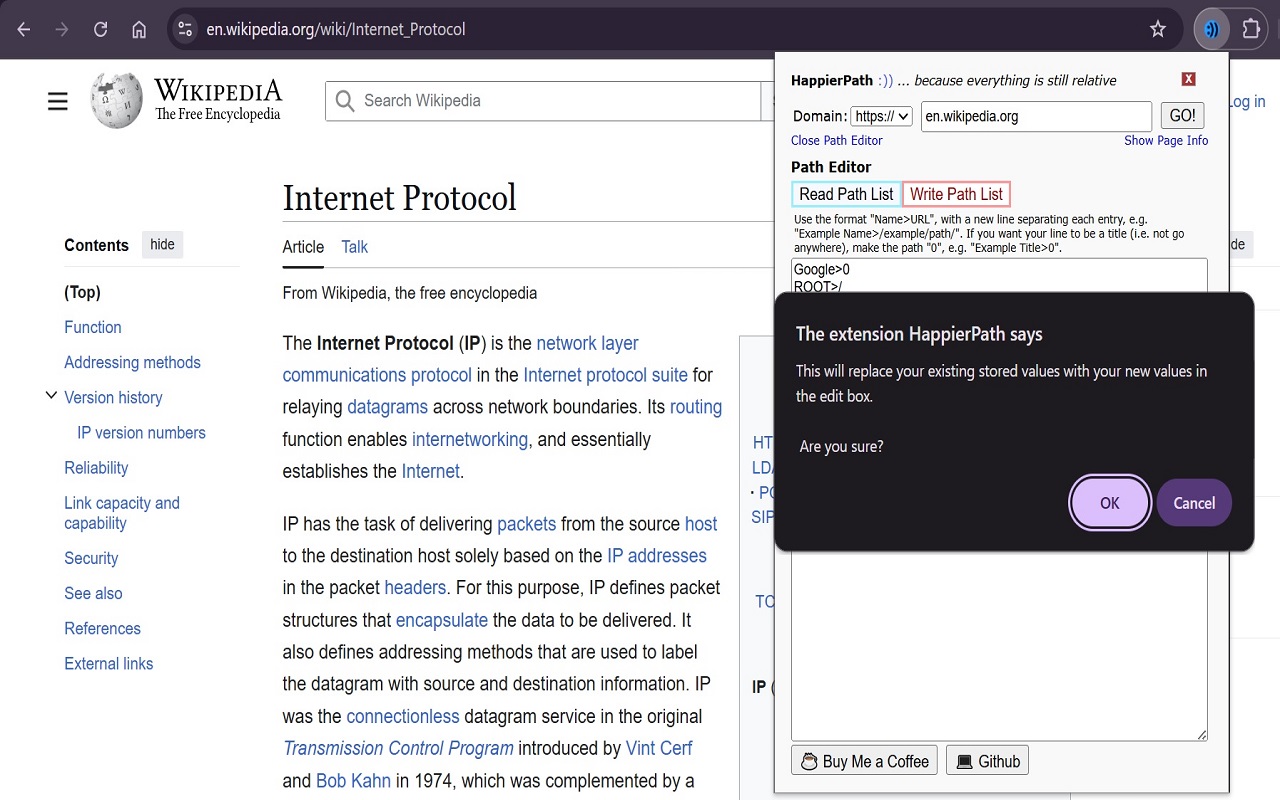 en.wikipedia.org/wiki/Internet_Protocol
WIKIPEDIA
The Free Encyclopedia
Search Wikipedia
Log in
Contents
hide
(Top)
Function
Addressing methods
Version history
IP version numbers
Reliability
Link capacity and
capability
Security
See also
References
External links
Internet Protocol
Article
Talk
From Wikipedia, the free encyclopedia
The Internet Protocol (IP) is the network layer
communications protocol in the Internet protocol suite for
relaying datagrams across network boundaries. Its routing
function enables internetworking, and essentially
establishes the Internet.
IP has the task of delivering packets from the source host
to the destination host solely based on the IP addresses
in the packet headers. For this purpose, IP defines packet
structures that encapsulate the data to be delivered. It
also defines addressing methods that are used to label
the datagram with source and destination information. IP
was the connectionless datagram service in the original
Transmission Control Program introduced by Vint Cerf
and Bob Kahn in 1974, which was complemented by a
HappierPath :)) ... because everything is still relative
X
Domain: https:// en.wikipedia.org GO!
Close Path Editor
Show Page Info
Path Editor
Read Path List
Write Path List
Use the format "Name>URL", with a new line separating each entry, e.g.
"Example Name>/example/path/". If you want your line to be a title (i.e. not go
anywhere), make the path "0", e.g. "Example Title>0".
Google>0
ROOT>/
The extension HappierPath says
This will replace your existing stored values with your new values in
the edit box.
Are you sure?
OK
Cancel
IP (
Buy Me a Coffee
Github